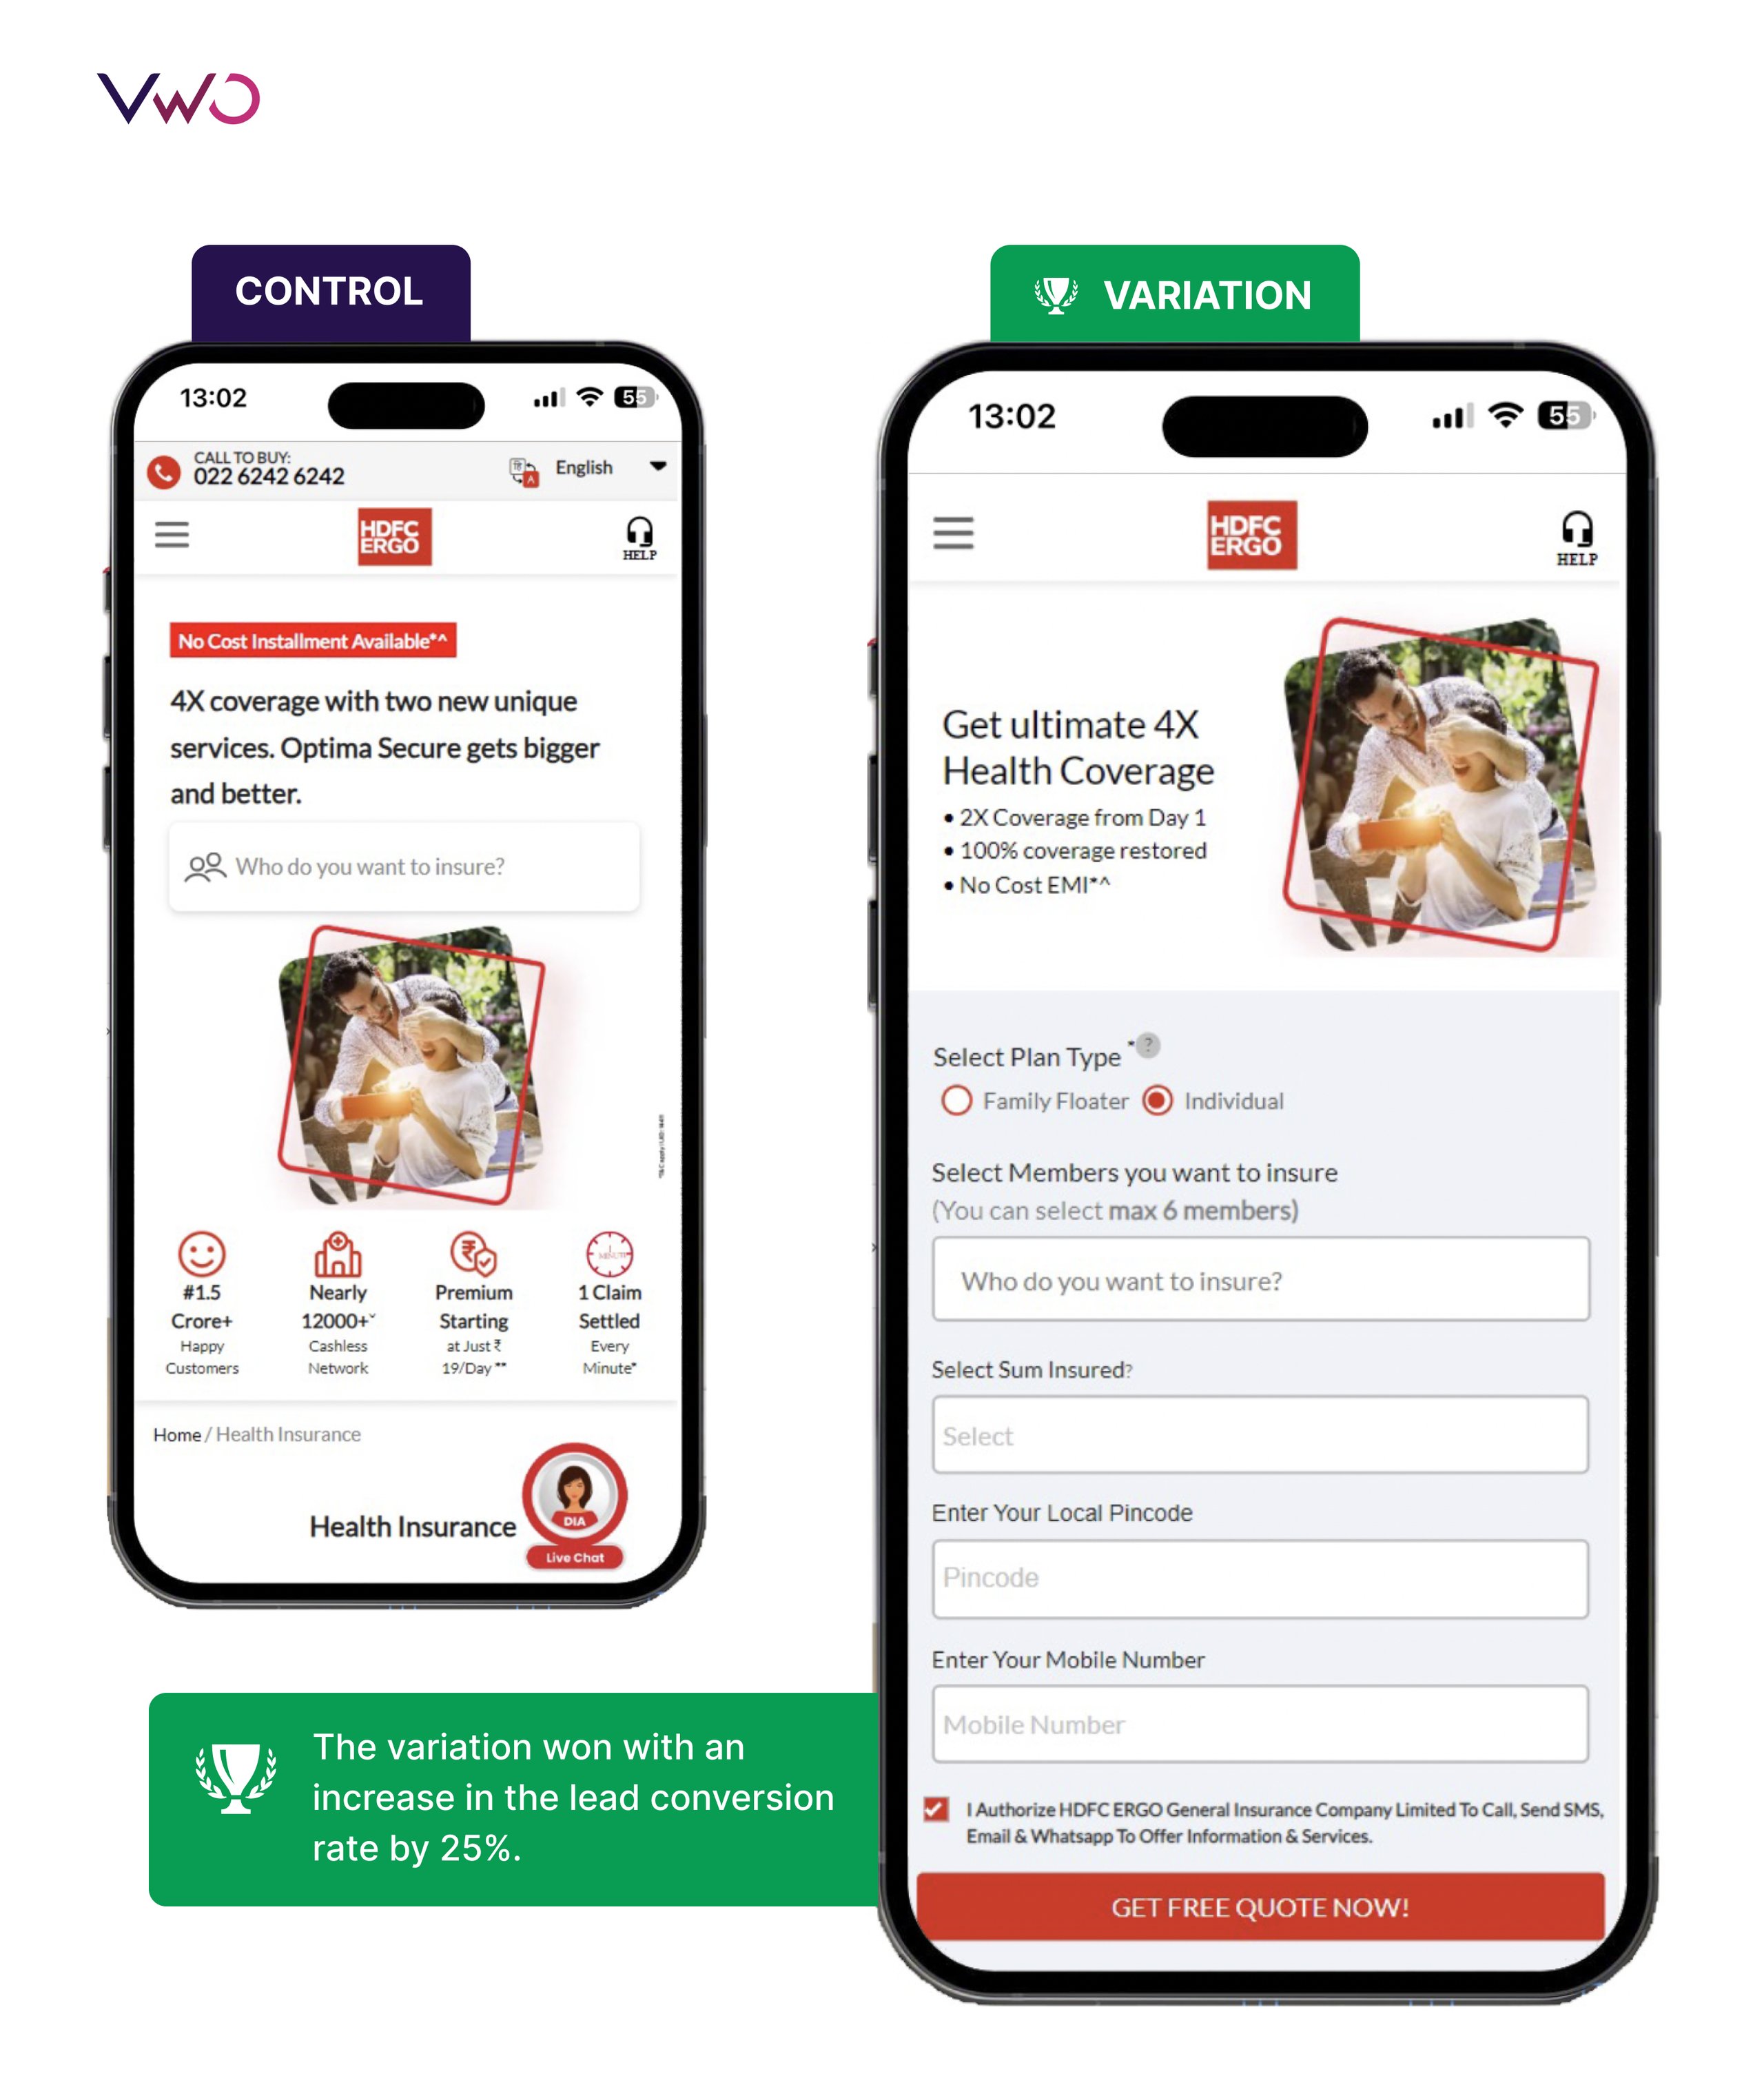 VWO
CONTROL
13:02
55
CALL TO BUY:
022 6242 6242
English
HDFC
ERGO
HELP
No Cost Installment Available*^
4X coverage with two new unique
services. Optima Secure gets bigger
and better.
Who do you want to insure?
#1.5
Crore+
Happy
Customers
Nearly
12000+ˇ
Cashless
Network
Premium
Starting
at Just ₹
19/Day **
1 Claim
Settled
Every
Minute*
Home / Health Insurance
Health Insurance
DIA
Live Chat
The variation won with an
increase in the lead conversion
rate by 25%.
VARIATION
13:02
55
HDFC
ERGO
HELP
Get ultimate 4X
Health Coverage
• 2X Coverage from Day 1
• 100% coverage restored
• No Cost EMI*^
Select Plan Type *?
Family Floater Individual
Select Members you want to insure
(You can select max 6 members)
Who do you want to insure?
Select Sum Insured?
Select
Enter Your Local Pincode
Pincode
Enter Your Mobile Number
Mobile Number
I Authorize HDFC ERGO General Insurance Company Limited To Call, Send SMS,
Email & Whatsapp To Offer Information & Services.
GET FREE QUOTE NOW!